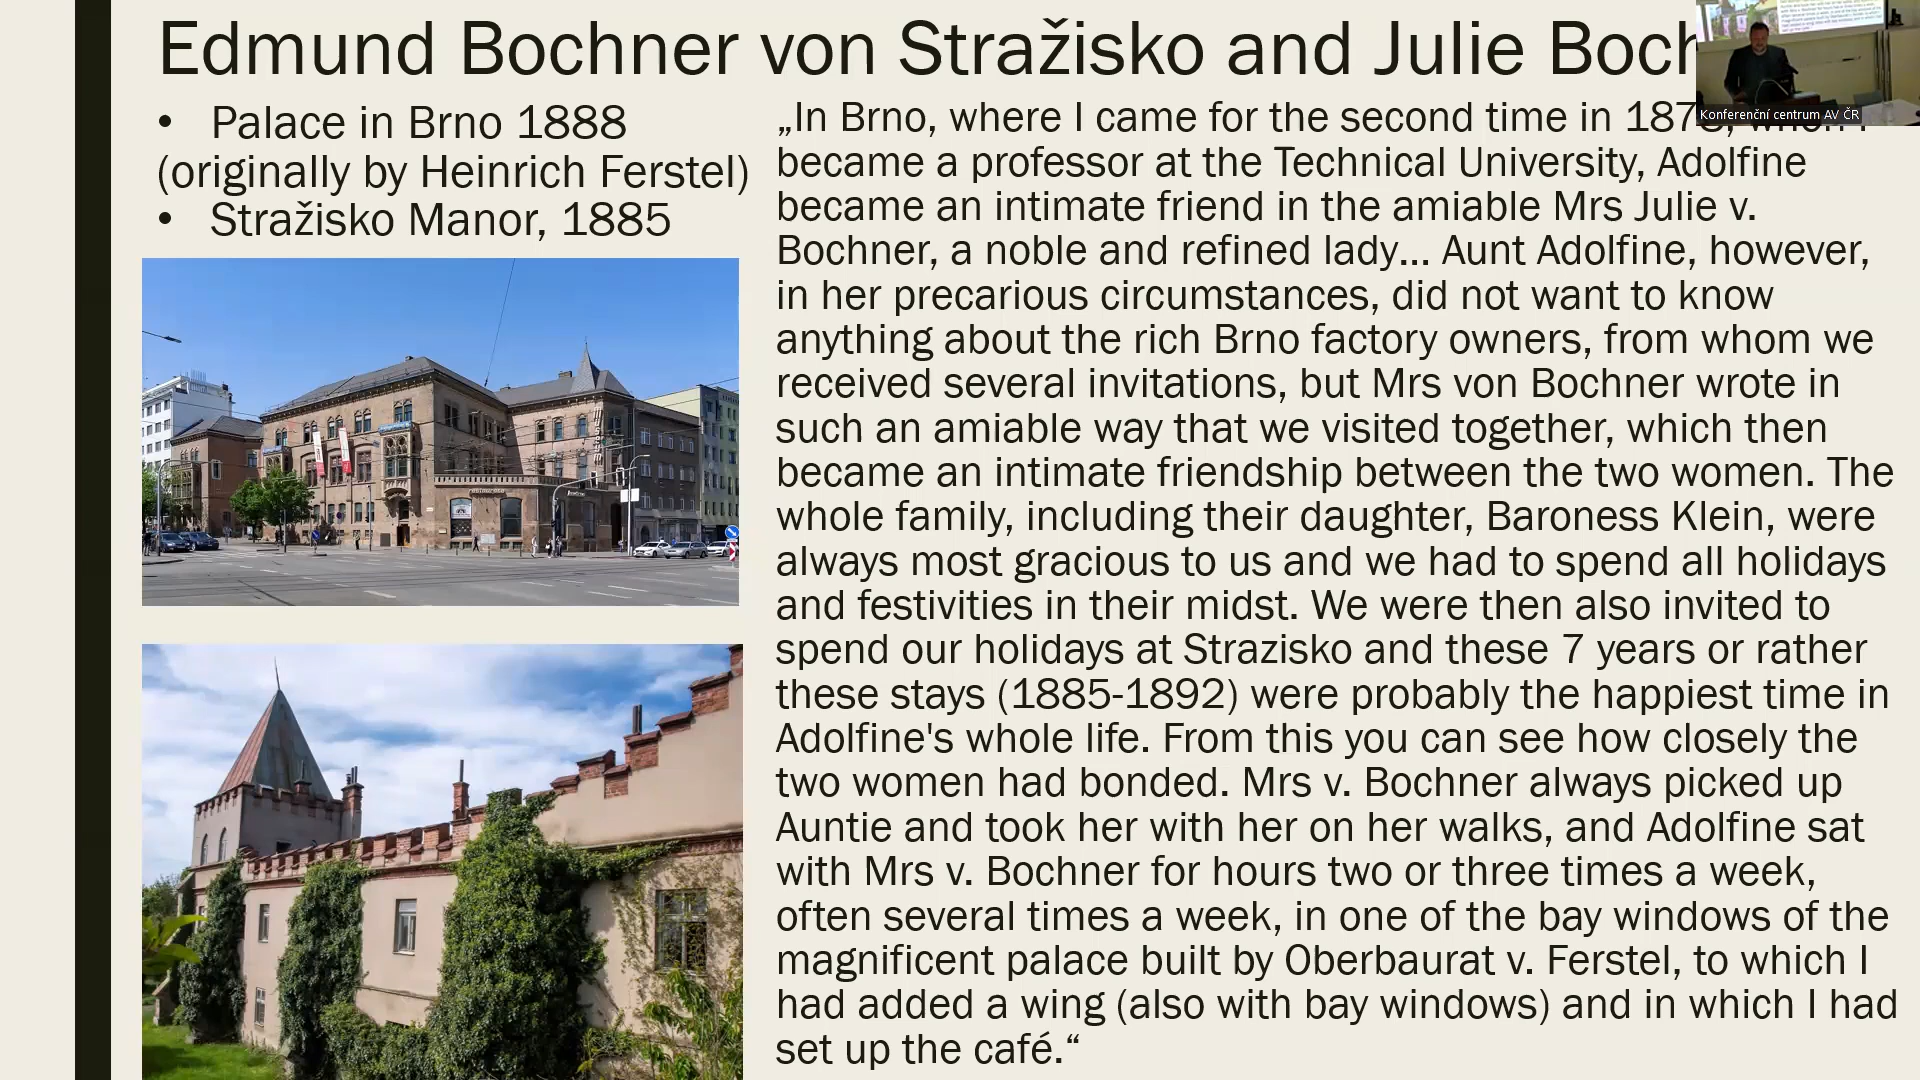 Edmund Bochner von Stražisko and Julie
• Palace in Brno 1888
(originally by Heinrich Ferstel)
• Stražisko Manor, 1885
„In Brno, where I came for the second time in
became a professor at the Technical University, Adolfine
became an intimate friend in the amiable Mrs Julie v.
Bochner, a noble and refined lady... Aunt Adolfine, however,
in her precarious circumstances, did not want to know
anything about the rich Brno factory owners, from whom we
received several invitations, but Mrs von Bochner wrote in
such an amiable way that we visited together, which then
became an intimate friendship between the two women. The
whole family, including their daughter, Baroness Klein, were
always most gracious to us and we had to spend all holidays
and festivities in their midst. We were then also invited to
spend our holidays at Strazisko and these 7 years or rather
these stays (1885-1892) were probably the happiest time in
Adolfine's whole life. From this you can see how closely the
two women had bonded. Mrs v. Bochner always picked up
Auntie and took her with her on her walks, and Adolfine sat
with Mrs v. Bochner for hours two or three times a week,
often several times a week, in one of the bay windows of the
magnificent palace built by Oberbaurat v. Ferstel, to which I
had added a wing (also with bay windows) and in which I had
set up the café.“
Konferenční centrum AV ČR